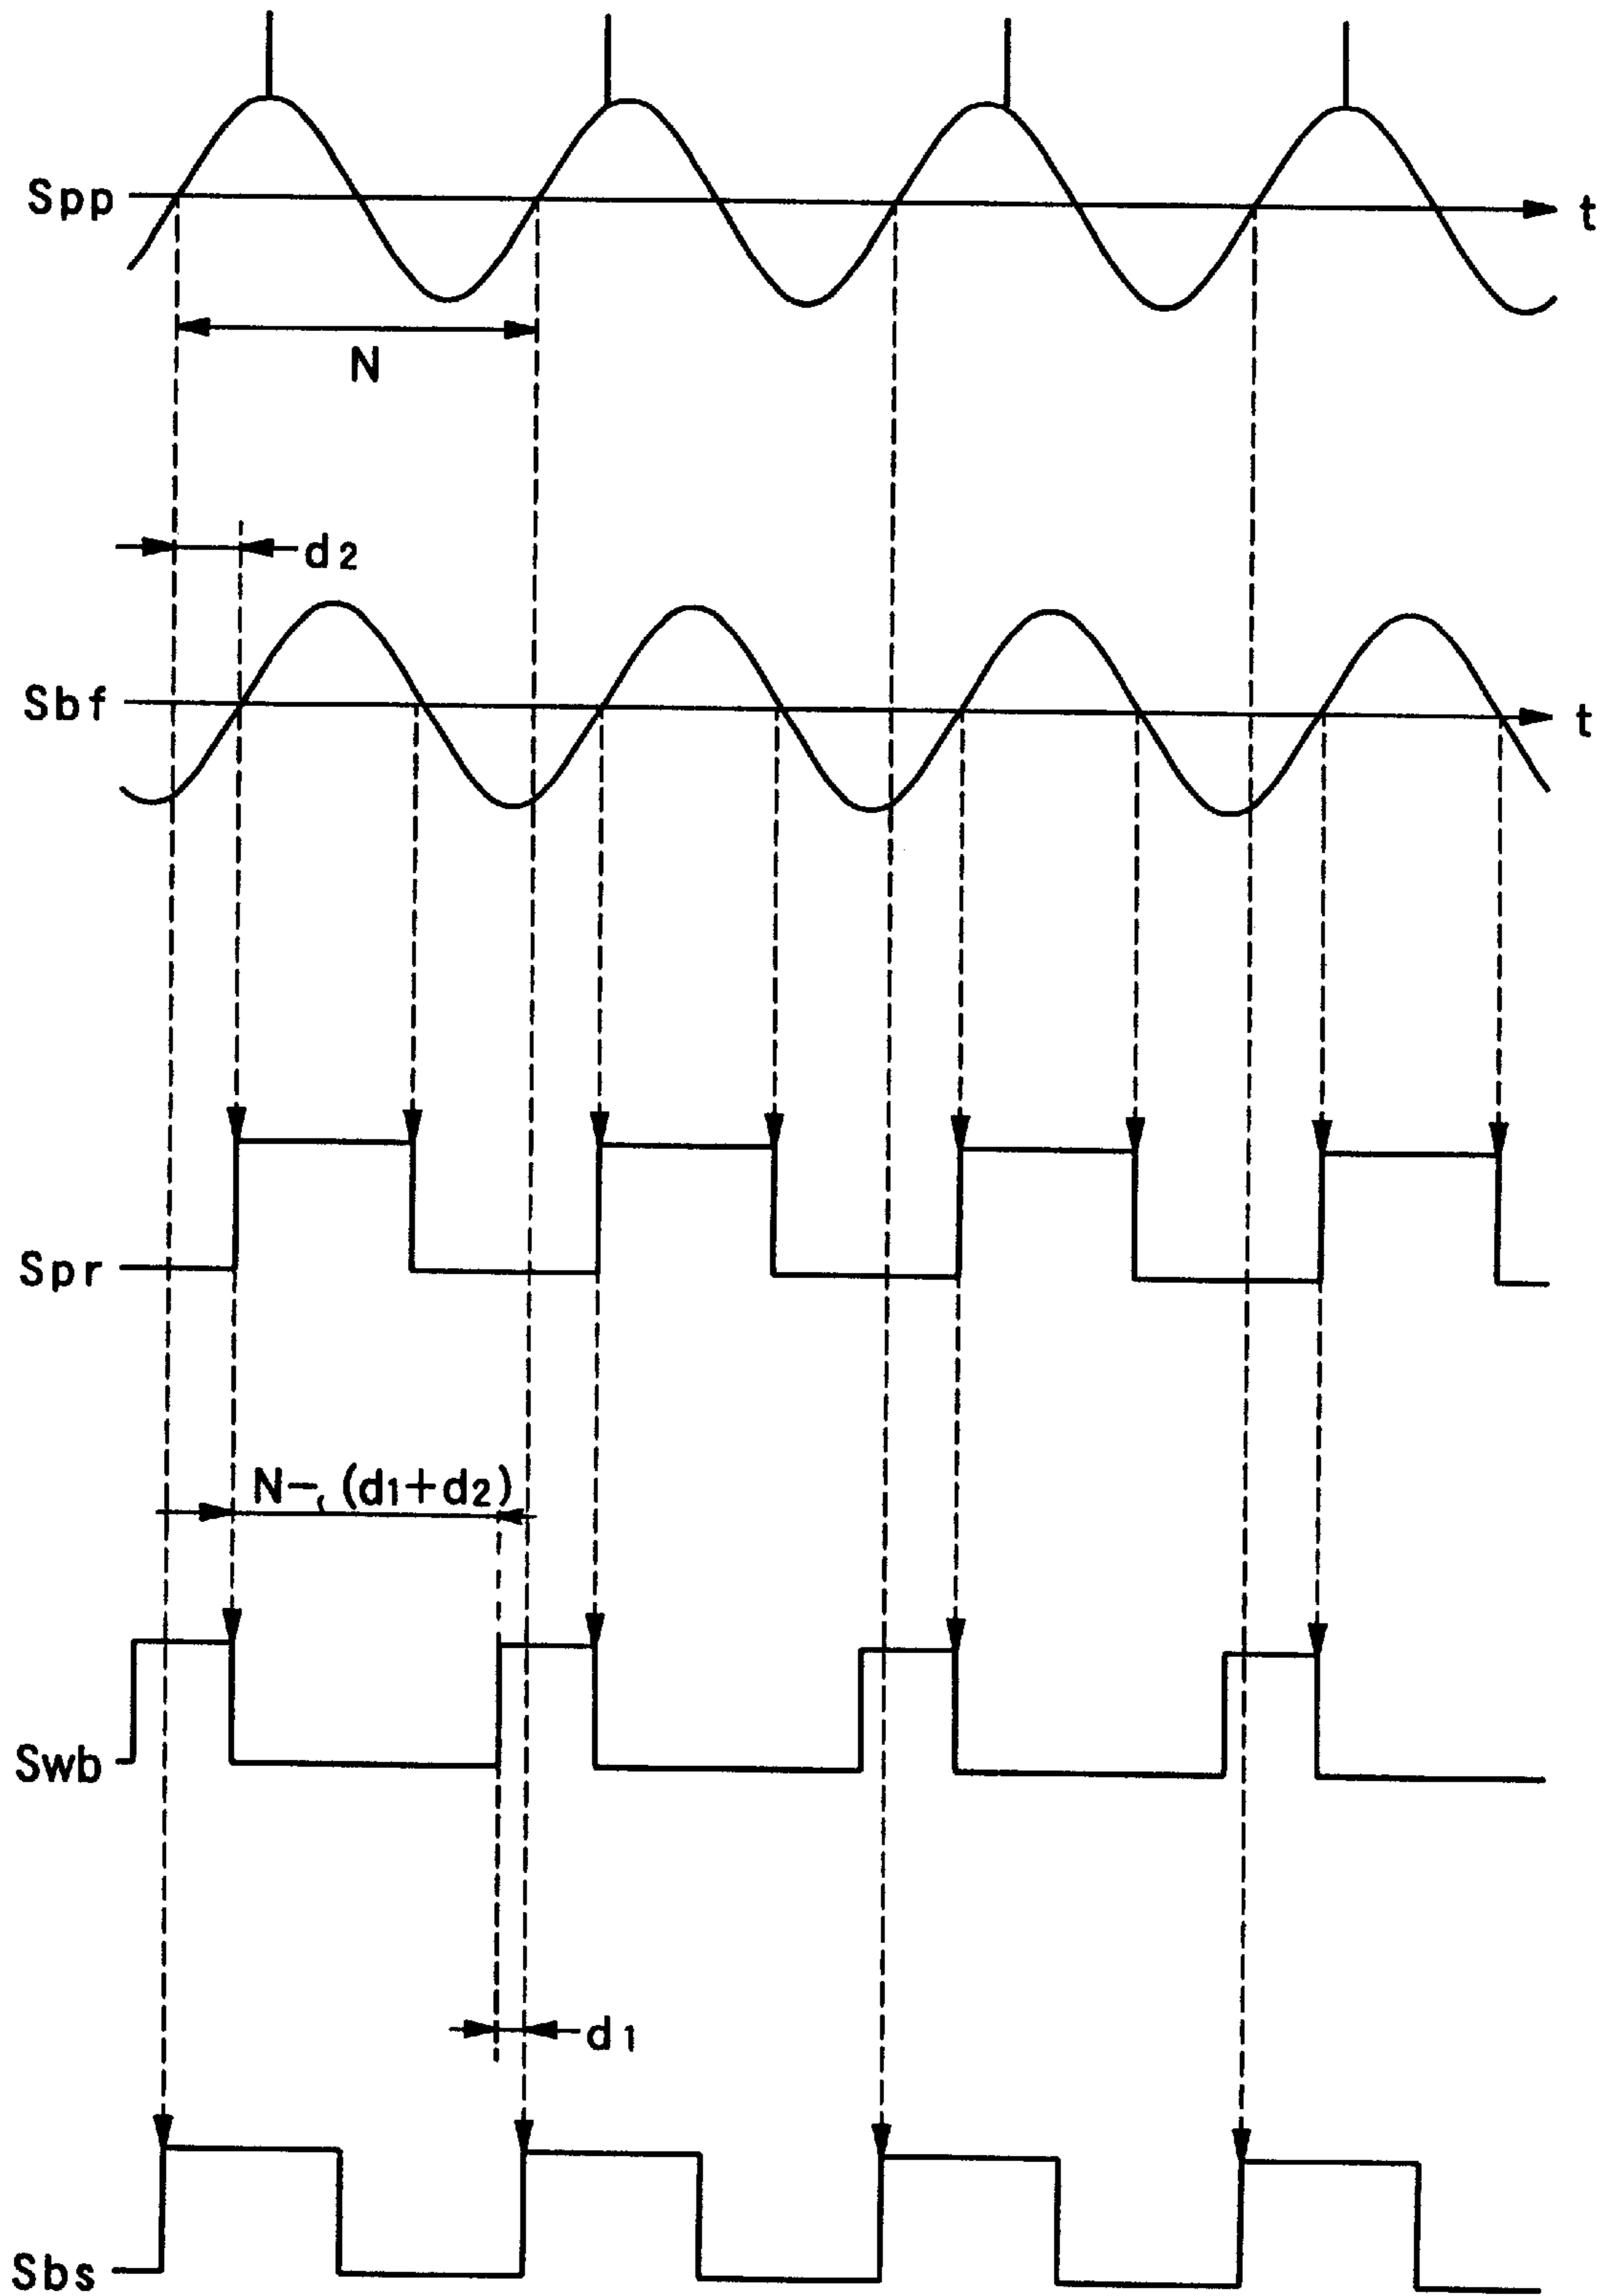 Spp
t
N
d2
Sbf
t
Spr
N-(d1+d2)
Swb
d1
Sbs